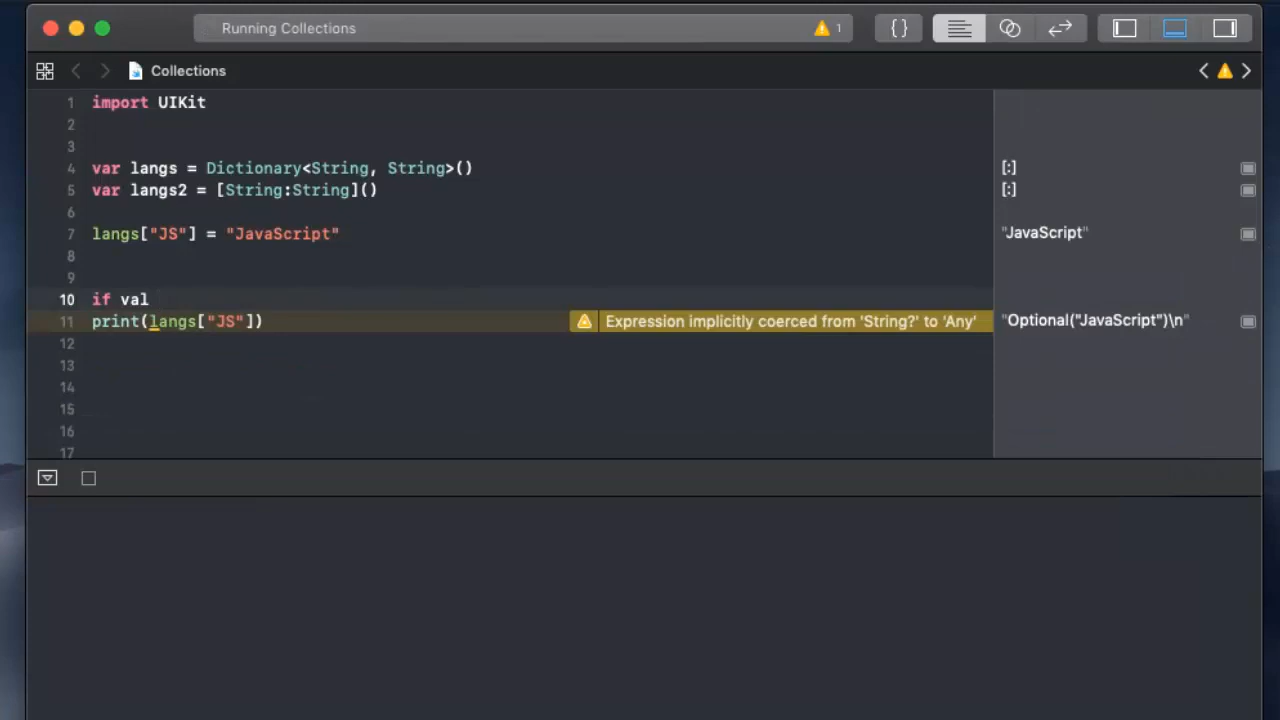 Running Collections
1
{}
Collections
1 import UIKit
2
3
4 var langs = Dictionary<String, String>() [:]
5 var langs2 = [String:String]() [:]
6
7 langs["JS"] = "JavaScript" "JavaScript"
8
9
10 if val
11 print(langs["JS"]) Expression implicitly coerced from 'String?' to 'Any' "Optional("JavaScript")\n"
12
13
14
15
16
17